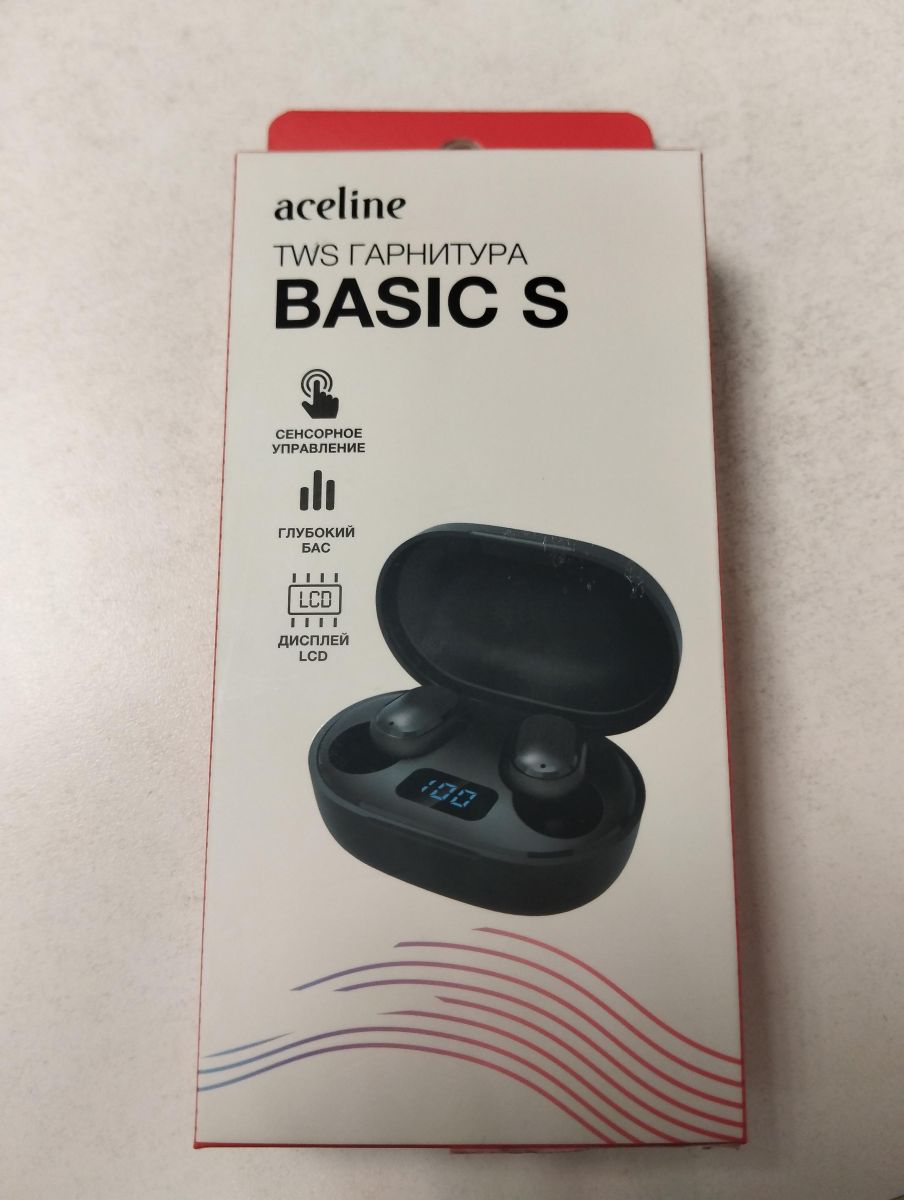 aceline
TWS ГАРНИТУРА
BASIC S
СЕНСОРНОЕ
УПРАВЛЕНИЕ
ГЛУБОКИЙ
БАС
LCD
ДИСПЛЕЙ
LCD
100